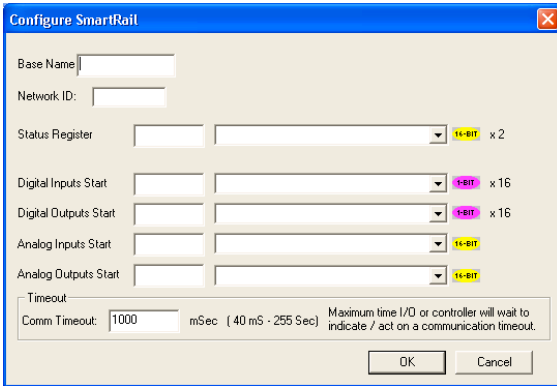 Configure SmartRail
Base Name
Network ID:
Status Register 16-BIT x 2
Digital Inputs Start 1-BIT x 16
Digital Outputs Start 1-BIT x 16
Analog Inputs Start 16-BIT
Analog Outputs Start 16-BIT
Timeout
Comm Timeout: 1000 mSec ( 40 mS - 255 Sec) Maximum time I/O or controller will wait to
indicate / act on a communication timeout.
OK Cancel